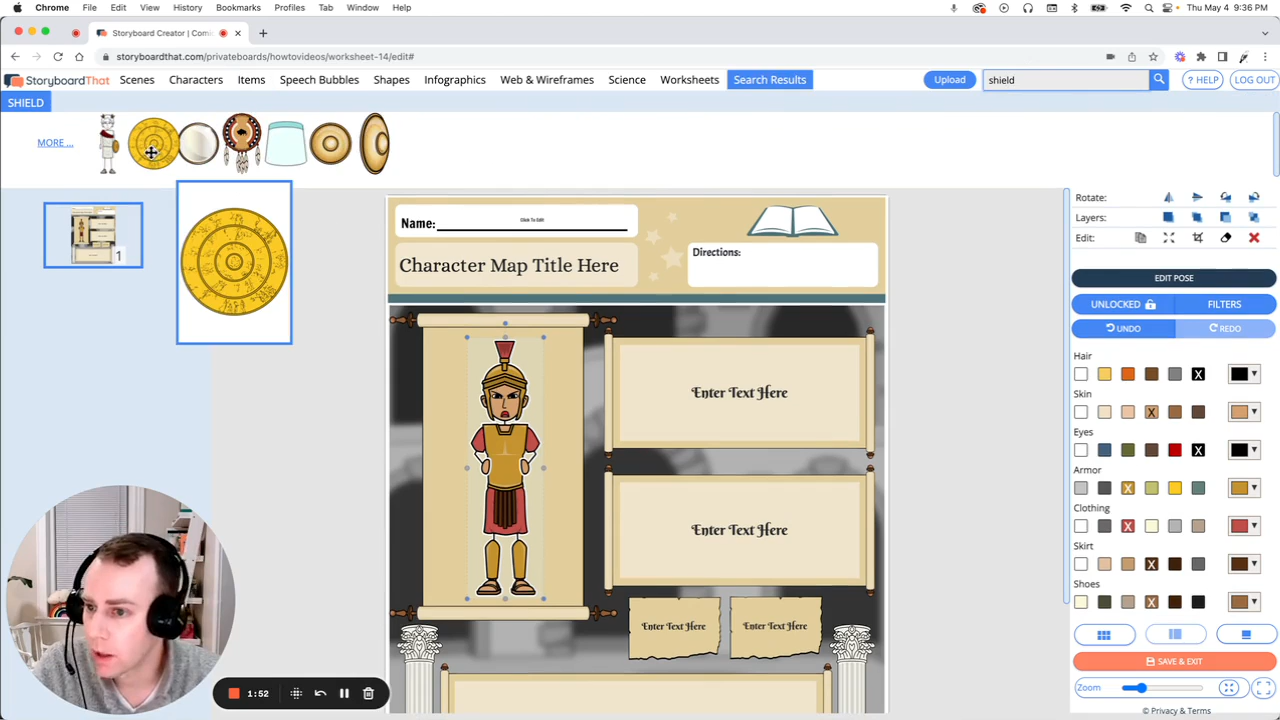 Chrome File Edit View History Bookmarks Profiles Tab Window Help Thu May 4 9:36 PM
Storyboard Creator | Comi
storyboardthat.com/privateboards/howtovideos/worksheet-14/edit#
StoryboardThat Scenes Characters Items Speech Bubbles Shapes Infographics Web & Wireframes Science Worksheets Search Results Upload shield ? HELP LOG OUT
SHIELD
MORE ...
1
Name:
Click To Edit
Character Map Title Here
Directions:
Enter Text Here
Enter Text Here
Enter Text Here
Enter Text Here
Rotate:
Layers:
Edit:
EDIT POSE
UNLOCKED FILTERS
UNDO REDO
Hair
X
Skin
X
Eyes
X
Armor
X
Clothing
X
Skirt
X
Shoes
X
SAVE & EXIT
Zoom
© Privacy & Terms
1:52